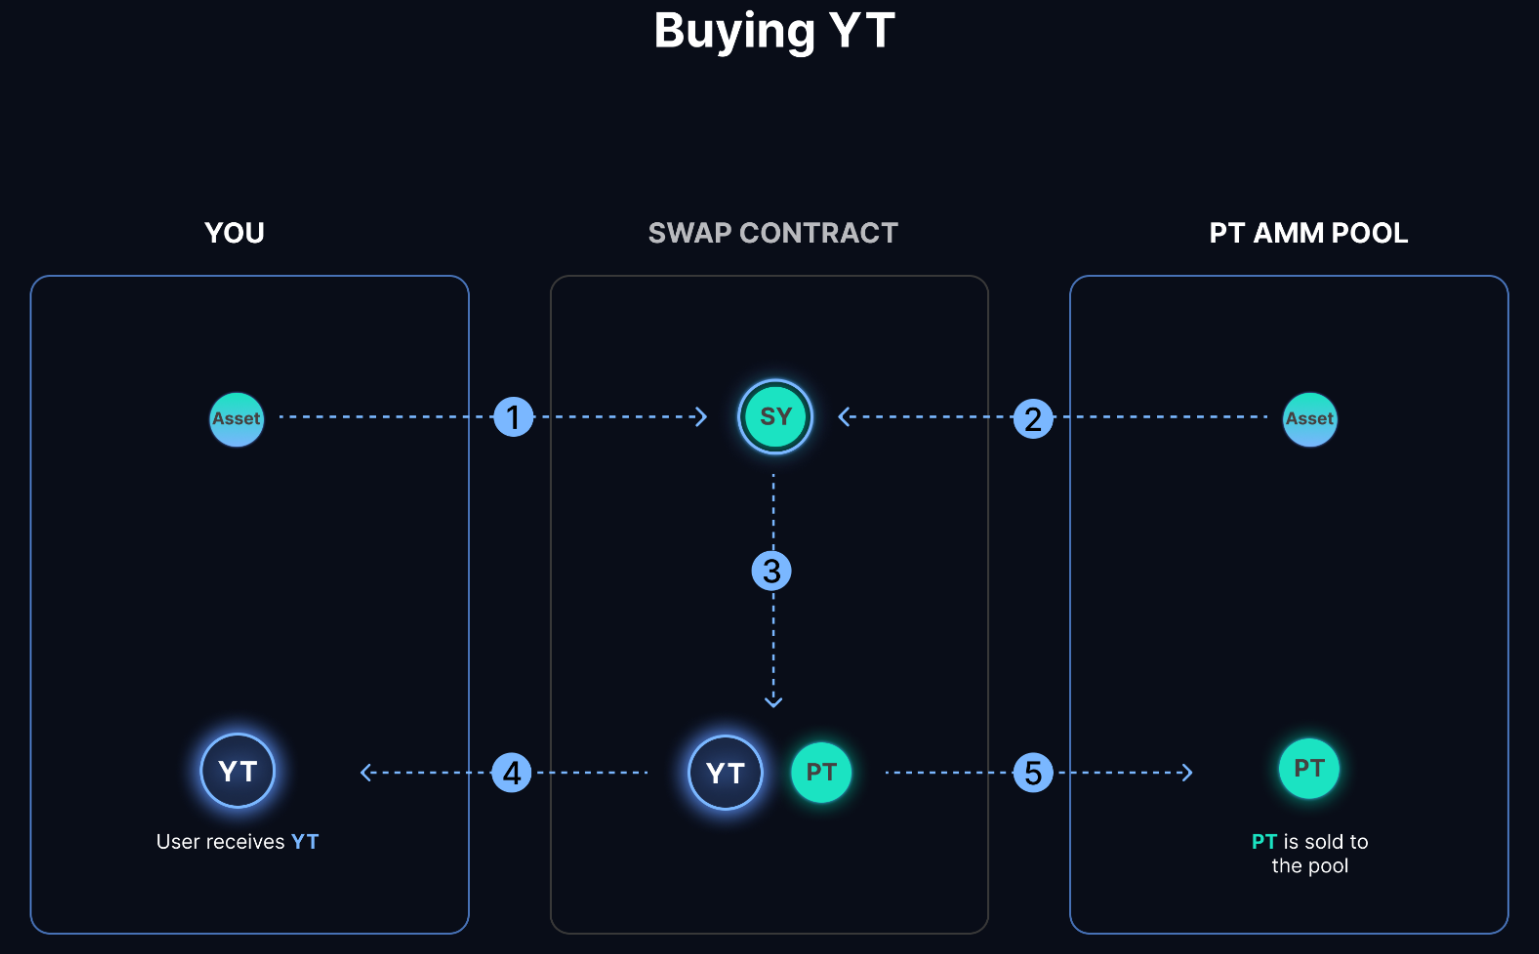 Buying YT
YOU
SWAP CONTRACT
PT AMM POOL
Asset
1
SY
2
Asset
3
YT
4
YT
PT
5
PT
User receives YT
PT is sold to
the pool